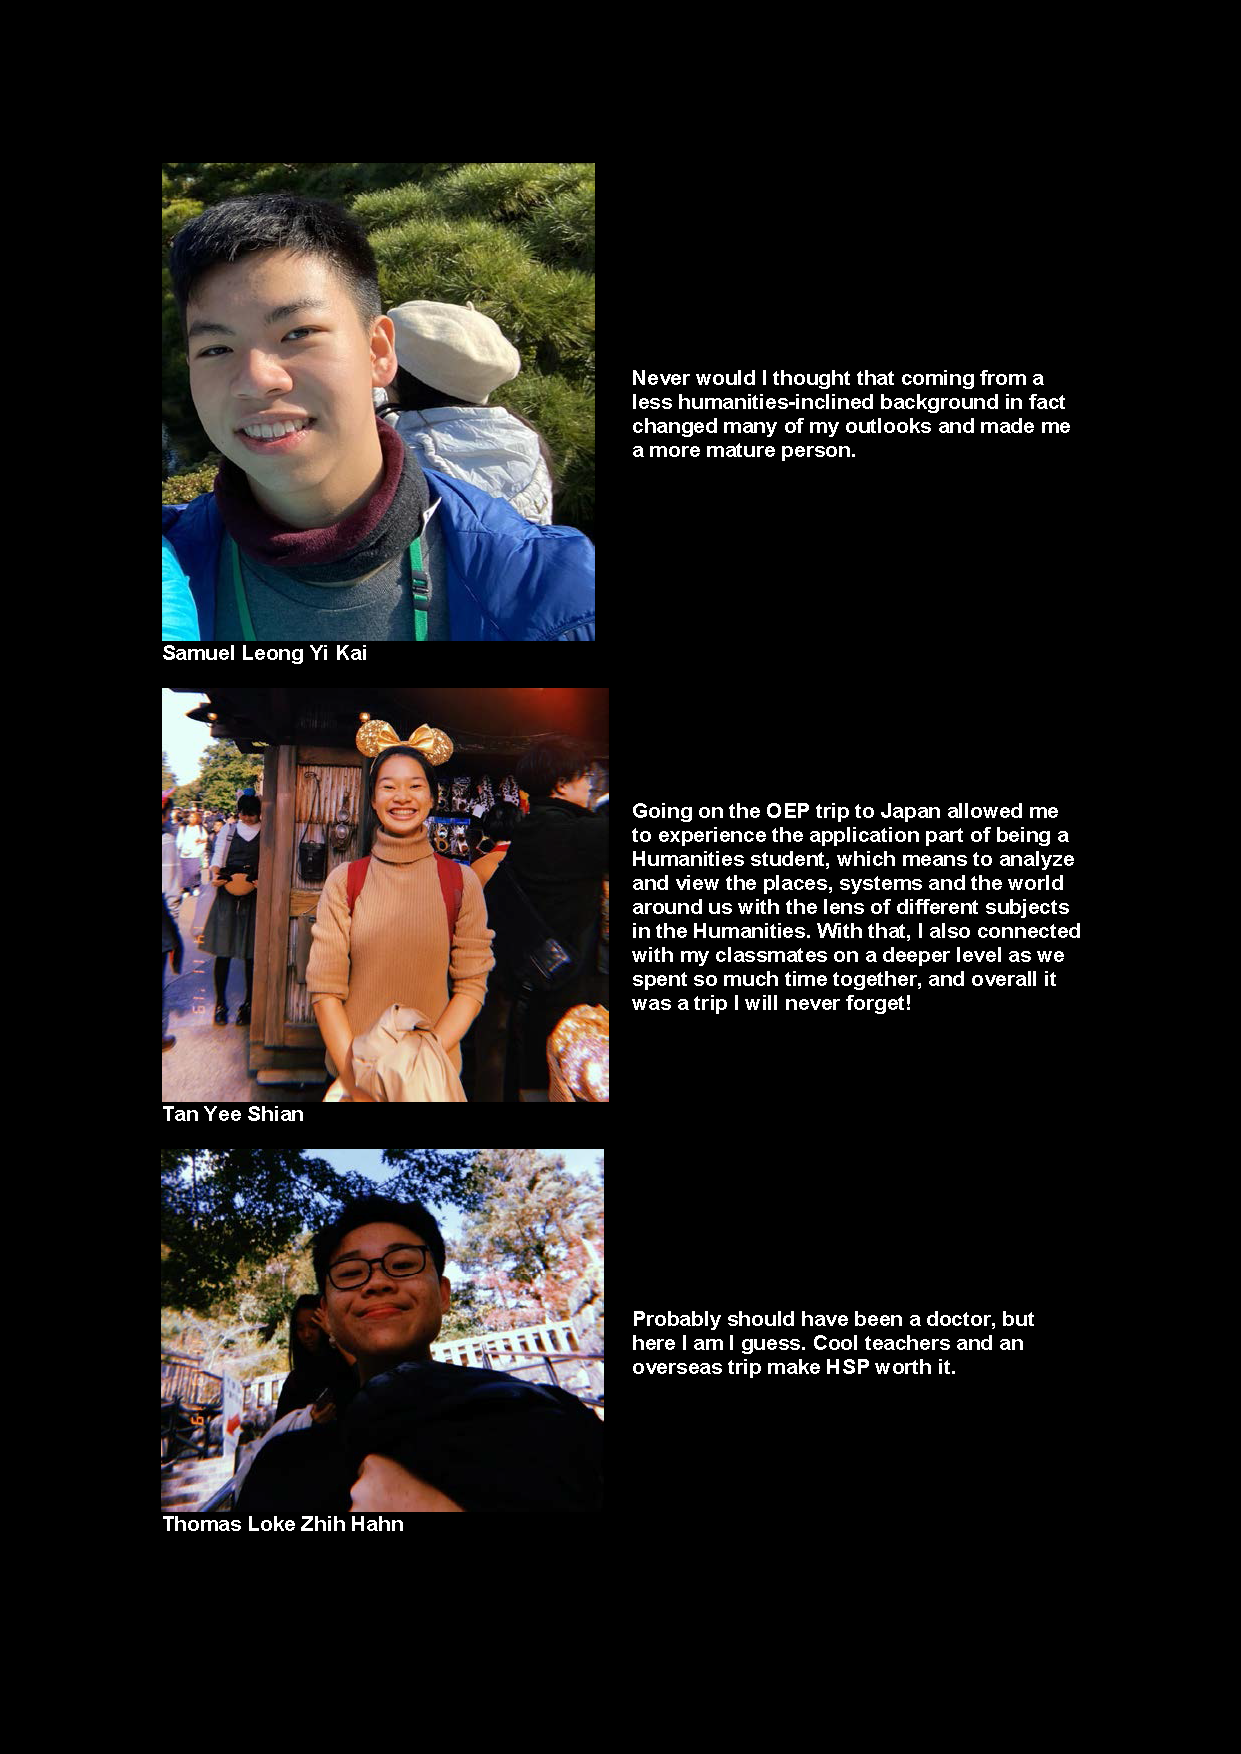 Never would I thought that coming from a
less humanities-inclined background in fact
changed many of my outlooks and made me
a more mature person.
Samuel Leong Yi Kai
Going on the OEP trip to Japan allowed me
to experience the application part of being a
Humanities student, which means to analyze
and view the places, systems and the world
around us with the lens of different subjects
in the Humanities. With that, I also connected
with my classmates on a deeper level as we
spent so much time together, and overall it
was a trip I will never forget!
Tan Yee Shian
Probably should have been a doctor, but
here I am I guess. Cool teachers and an
overseas trip make HSP worth it.
Thomas Loke Zhih Hahn